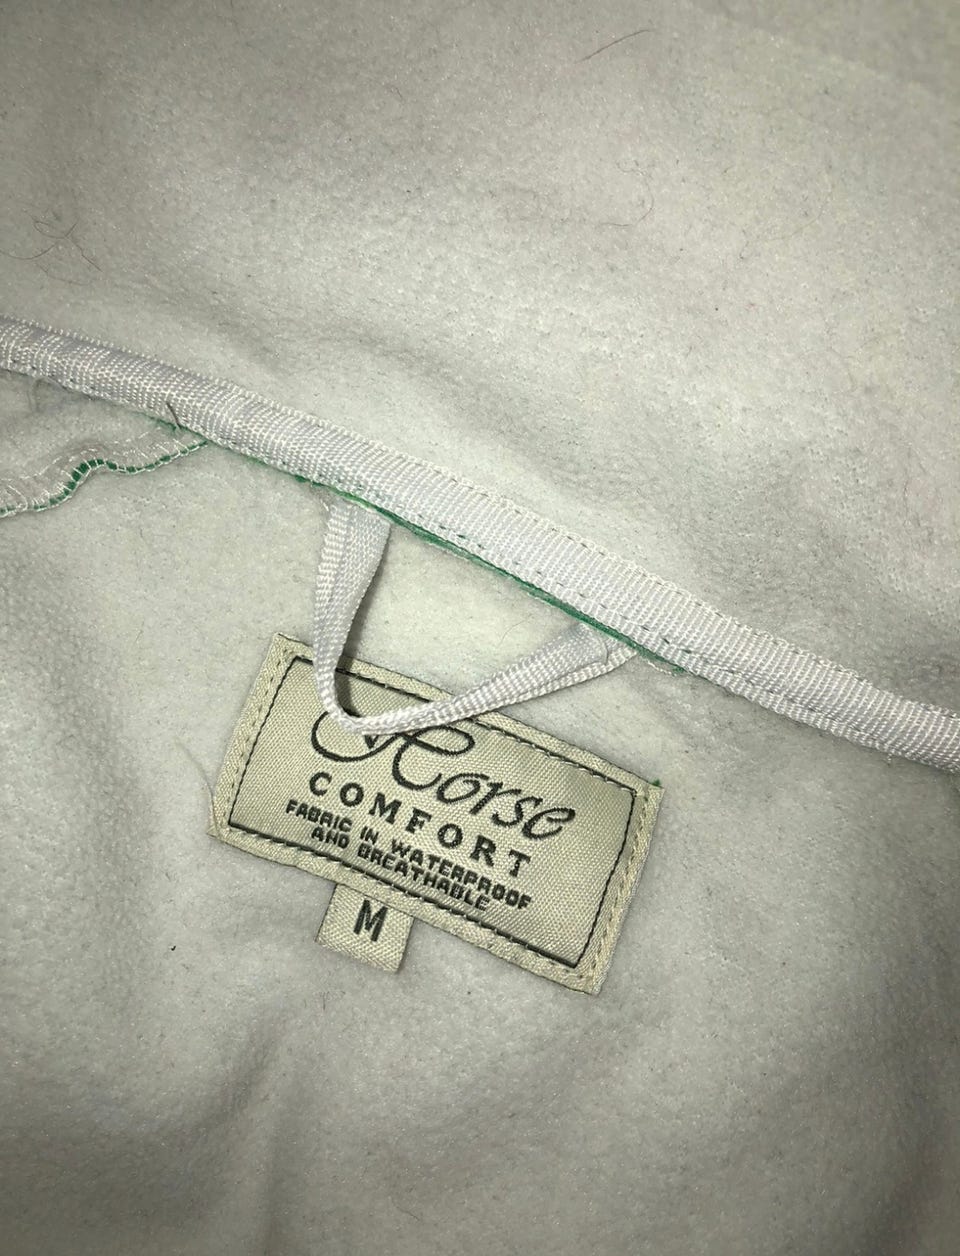 Horse
COMFORT
FABRIC IN WATERPROOF
AND BREATHABLE
M